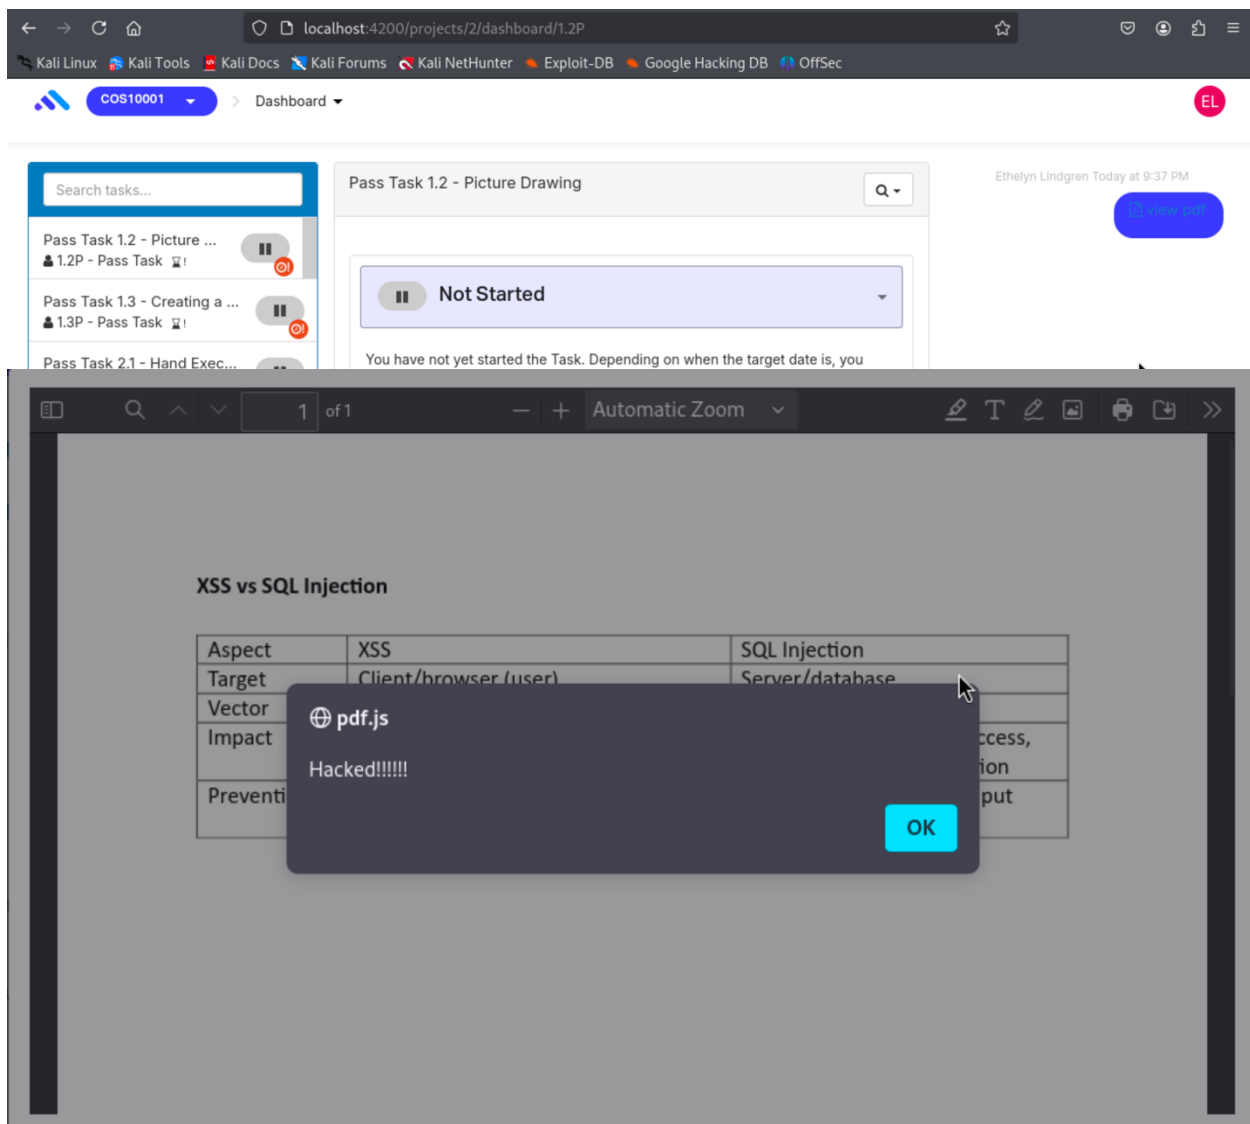 localhost:4200/projects/2/dashboard/1.2P
Kali Linux Kali Tools Kali Docs Kali Forums Kali NetHunter Exploit-DB Google Hacking DB OffSec
COS10001 Dashboard EL
Search tasks...
Pass Task 1.2 - Picture ...
1.2P - Pass Task !
Pass Task 1.3 - Creating a ...
1.3P - Pass Task !
Pass Task 2.1 - Hand Exec...
Pass Task 1.2 - Picture Drawing
Not Started
You have not yet started the Task. Depending on when the target date is, you
Ethelyn Lindgren Today at 9:37 PM
view pdf
1 of 1 Automatic Zoom
XSS vs SQL Injection
Aspect XSS SQL Injection
Target Client/browser (user) Server/database
Vector
Impact ccess,
ion
Preventi put
pdf.js
Hacked!!!!!!
OK